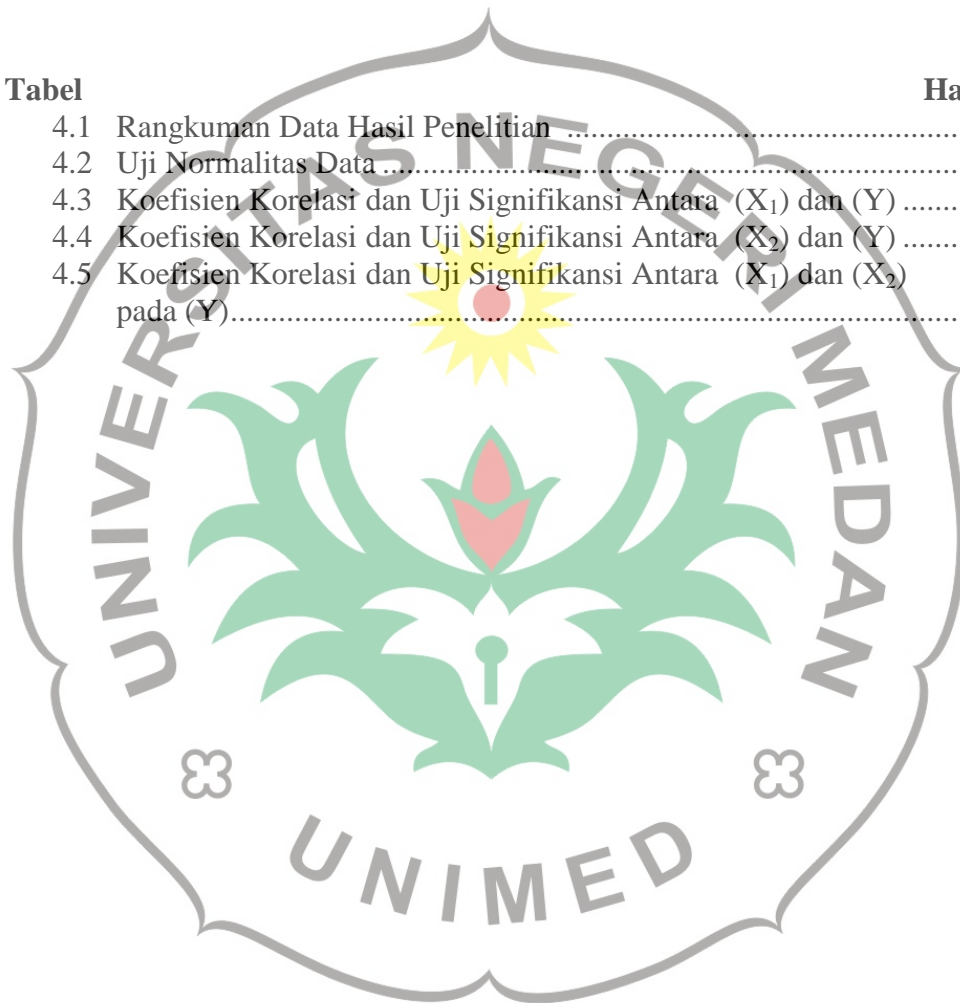 Tabel Ha
4.1 Rangkuman Data Hasil Penelitian ...........................................................
4.2 Uji Normalitas Data ...........................................................
4.3 Koefisien Korelasi dan Uji Signifikansi Antara (X₁) dan (Y) ........
4.4 Koefisien Korelasi dan Uji Signifikansi Antara (X₂) dan (Y) ........
4.5 Koefisien Korelasi dan Uji Signifikansi Antara (X₁) dan (X₂)
pada (Y)...........................................................
UNIVERSITAS NEGERI MEDAN
UNIMED